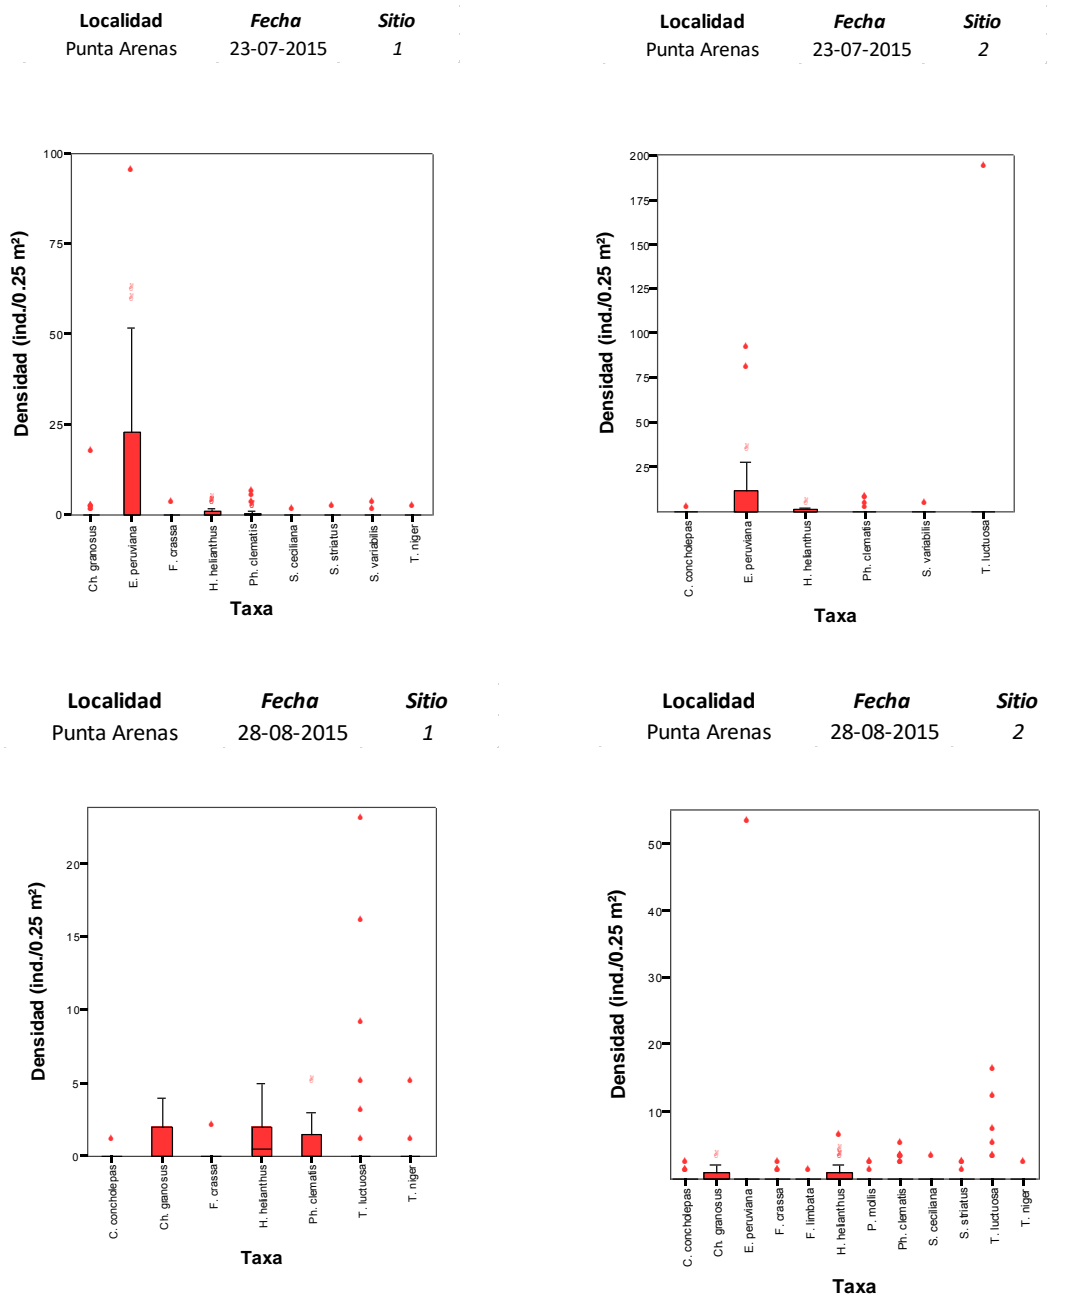 Localidad Fecha Sitio
Punta Arenas 23-07-2015 1
Densidad (ind./0.25 m²)
100
75
50
25
0
Ch. granosus
E. peruviana
F. crassa
H. helianthus
Ph. clematis
S. ceciliana
S. striatus
S. variabilis
T. niger
Taxa
Localidad Fecha Sitio
Punta Arenas 23-07-2015 2
Densidad (ind./0.25 m²)
200
175
150
125
100
75
50
25
C. concholepas
E. peruviana
H. helianthus
Ph. clematis
S. variabilis
T. luctuosa
Taxa
Localidad Fecha Sitio
Punta Arenas 28-08-2015 1
Densidad (ind./0.25 m²)
20
15
10
5
0
C. concholepas
Ch. granosus
F. crassa
H. helianthus
Ph. clematis
T. luctuosa
T. niger
Taxa
Localidad Fecha Sitio
Punta Arenas 28-08-2015 2
Densidad (ind./0.25 m²)
50
40
30
20
10
C. concholepas
Ch. granosus
E. peruviana
F. crassa
F. limbata
H. helianthus
P. mollis
Ph. clematis
S. ceciliana
S. striatus
T. luctuosa
T. niger
Taxa